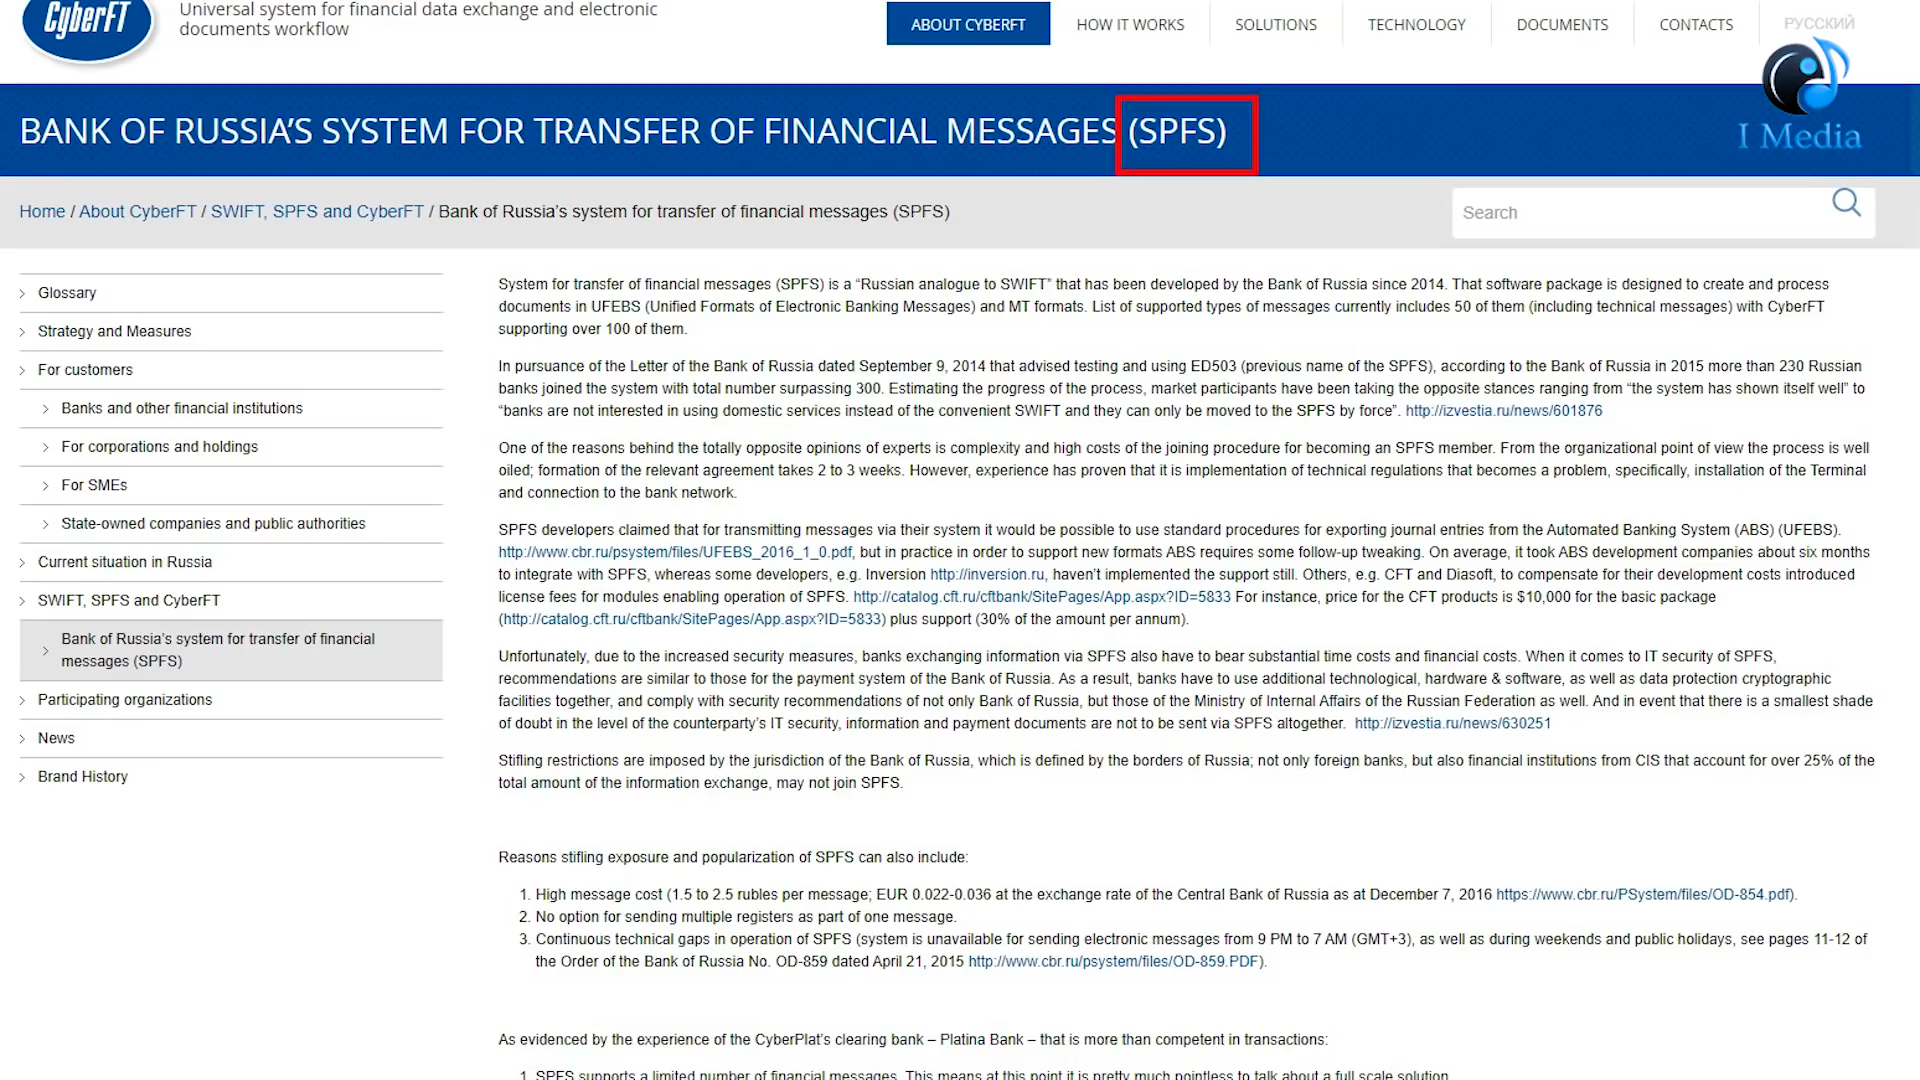 CyberFT
Universal system for financial data exchange and electronic
documents workflow
ABOUT CYBERFT
HOW IT WORKS
SOLUTIONS
TECHNOLOGY
DOCUMENTS
CONTACTS
РУССКИЙ
I Media
BANK OF RUSSIA’S SYSTEM FOR TRANSFER OF FINANCIAL MESSAGES (SPFS)
Home / About CyberFT / SWIFT, SPFS and CyberFT / Bank of Russia’s system for transfer of financial messages (SPFS)
Search
Glossary
Strategy and Measures
For customers
Banks and other financial institutions
For corporations and holdings
For SMEs
State-owned companies and public authorities
Current situation in Russia
SWIFT, SPFS and CyberFT
Bank of Russia’s system for transfer of financial
messages (SPFS)
Participating organizations
News
Brand History
System for transfer of financial messages (SPFS) is a “Russian analogue to SWIFT” that has been developed by the Bank of Russia since 2014. That software package is designed to create and process
documents in UFEBS (Unified Formats of Electronic Banking Messages) and MT formats. List of supported types of messages currently includes 50 of them (including technical messages) with CyberFT
supporting over 100 of them.
In pursuance of the Letter of the Bank of Russia dated September 9, 2014 that advised testing and using ED503 (previous name of the SPFS), according to the Bank of Russia in 2015 more than 230 Russian
banks joined the system with total number surpassing 300. Estimating the progress of the process, market participants have been taking the opposite stances ranging from “the system has shown itself well” to
“banks are not interested in using domestic services instead of the convenient SWIFT and they can only be moved to the SPFS by force”. http://izvestia.ru/news/601876
One of the reasons behind the totally opposite opinions of experts is complexity and high costs of the joining procedure for becoming an SPFS member. From the organizational point of view the process is well
oiled; formation of the relevant agreement takes 2 to 3 weeks. However, experience has proven that it is implementation of technical regulations that becomes a problem, specifically, installation of the Terminal
and connection to the bank network.
SPFS developers claimed that for transmitting messages via their system it would be possible to use standard procedures for exporting journal entries from the Automated Banking System (ABS) (UFEBS).
http://www.cbr.ru/psystem/files/UFEBS_2016_1_0.pdf, but in practice in order to support new formats ABS requires some follow-up tweaking. On average, it took ABS development companies about six months
to integrate with SPFS, whereas some developers, e.g. Inversion http://inversion.ru, haven’t implemented the support still. Others, e.g. CFT and Diasoft, to compensate for their development costs introduced
license fees for modules enabling operation of SPFS. http://catalog.cft.ru/cftbank/SitePages/App.aspx?ID=5833 For instance, price for the CFT products is $10,000 for the basic package
(http://catalog.cft.ru/cftbank/SitePages/App.aspx?ID=5833) plus support (30% of the amount per annum).
Unfortunately, due to the increased security measures, banks exchanging information via SPFS also have to bear substantial time costs and financial costs. When it comes to IT security of SPFS,
recommendations are similar to those for the payment system of the Bank of Russia. As a result, banks have to use additional technological, hardware & software, as well as data protection cryptographic
facilities together, and comply with security recommendations of not only Bank of Russia, but those of the Ministry of Internal Affairs of the Russian Federation as well. And in event that there is a smallest shade
of doubt in the level of the counterparty’s IT security, information and payment documents are not to be sent via SPFS altogether. http://izvestia.ru/news/630251
Stifling restrictions are imposed by the jurisdiction of the Bank of Russia, which is defined by the borders of Russia; not only foreign banks, but also financial institutions from CIS that account for over 25% of the
total amount of the information exchange, may not join SPFS.
Reasons stifling exposure and popularization of SPFS can also include:
1. High message cost (1.5 to 2.5 rubles per message; EUR 0.022-0.036 at the exchange rate of the Central Bank of Russia as at December 7, 2016 https://www.cbr.ru/PSystem/files/OD-854.pdf).
2. No option for sending multiple registers as part of one message.
3. Continuous technical gaps in operation of SPFS (system is unavailable for sending electronic messages from 9 PM to 7 AM (GMT+3), as well as during weekends and public holidays, see pages 11-12 of
the Order of the Bank of Russia No. OD-859 dated April 21, 2015 http://www.cbr.ru/psystem/files/OD-859.PDF).
As evidenced by the experience of the CyberPlat’s clearing bank – Platina Bank – that is more than competent in transactions:
1. SPFS supports a limited number of financial messages. This means at this point it is pretty much pointless to talk about a full scale solution